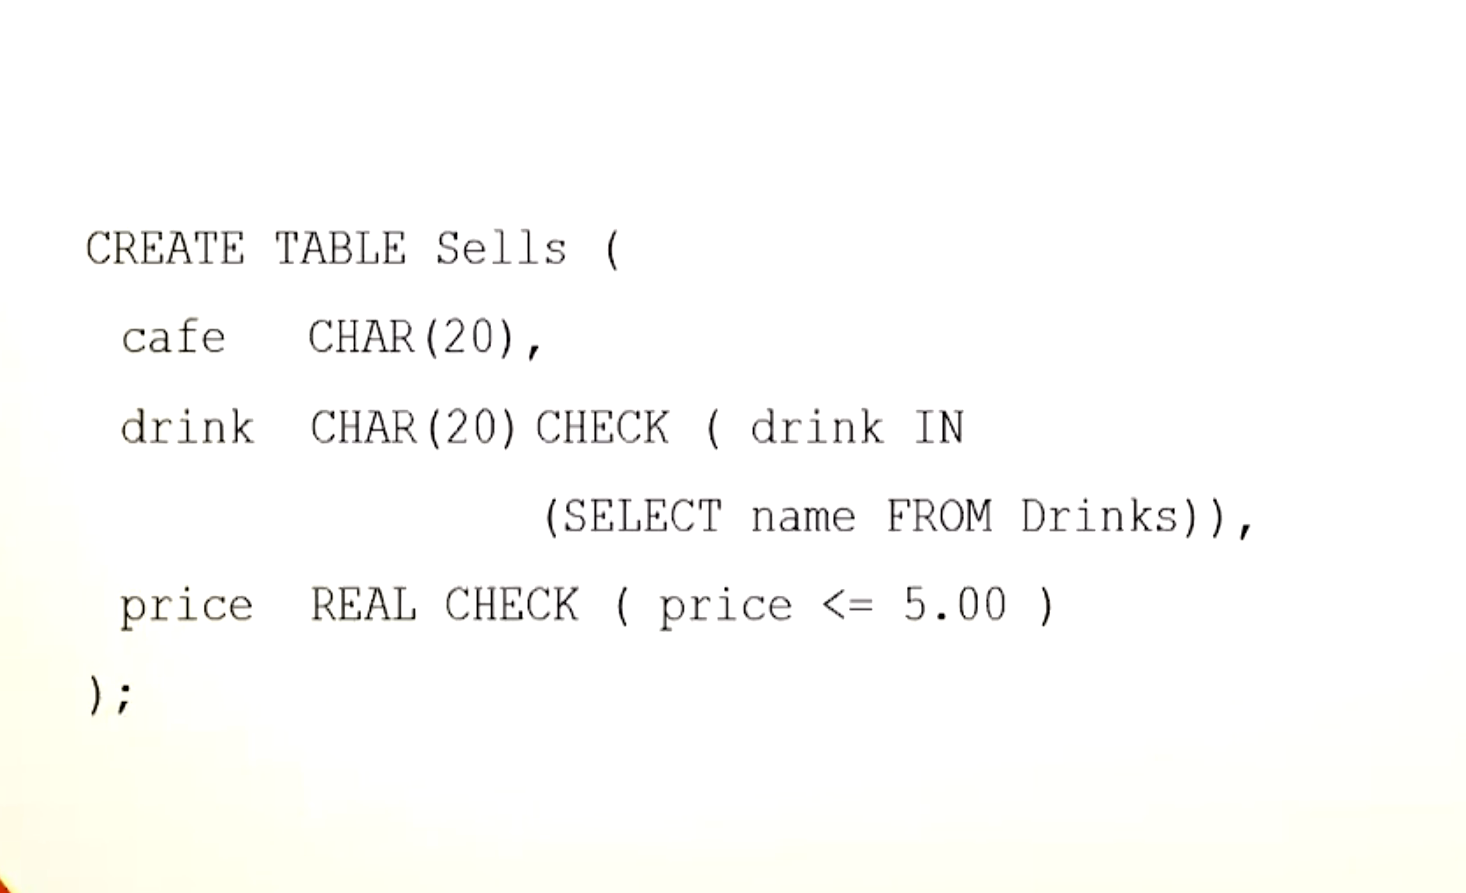 CREATE TABLE Sells (
cafe CHAR(20),
drink CHAR(20) CHECK ( drink IN
(SELECT name FROM Drinks)),
price REAL CHECK ( price <= 5.00 )
);